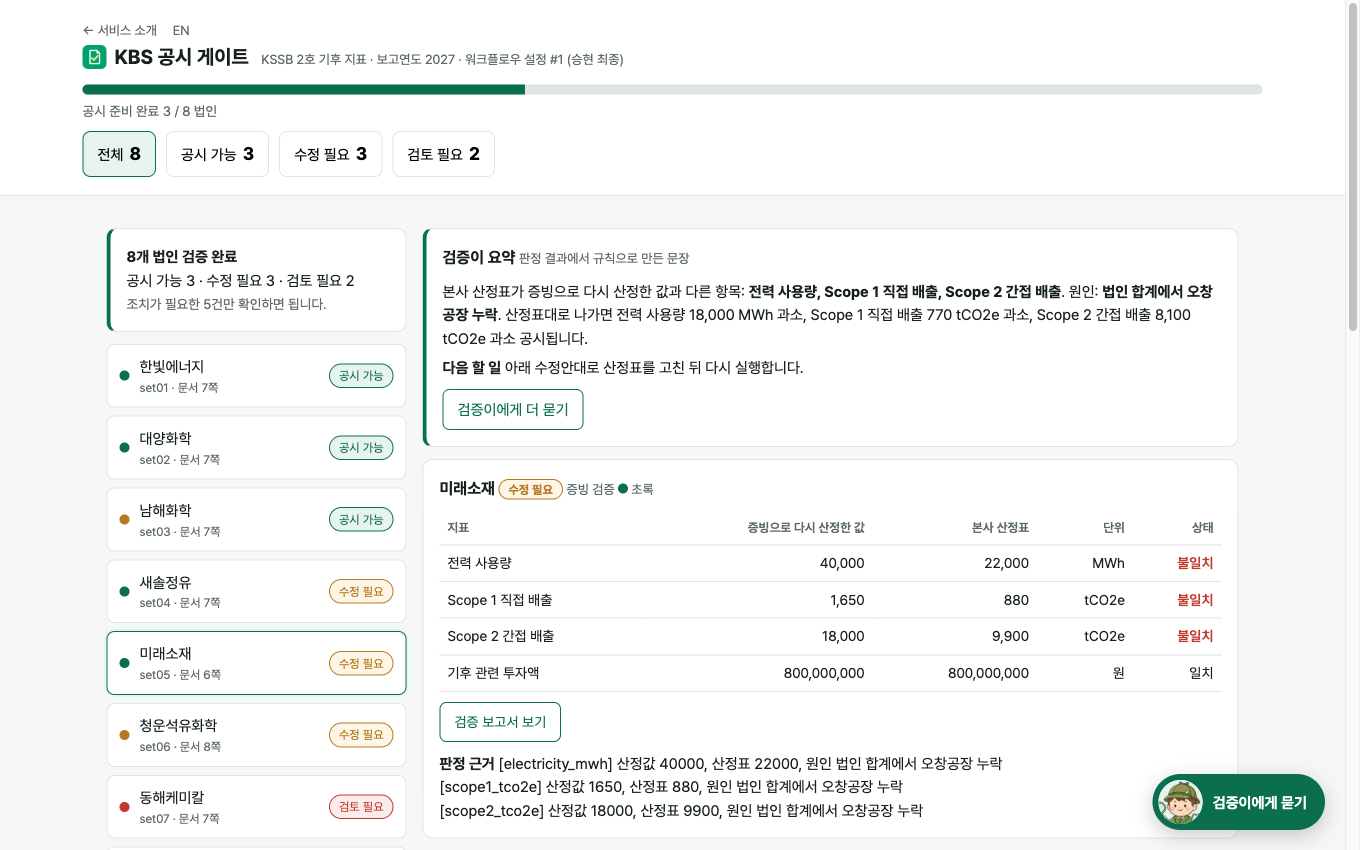 ← 서비스 소개 EN
KBS 공시 게이트 KSSB 2호 기후 지표 · 보고연도 2027 · 워크플로우 설정 #1 (승현 최종)
공시 준비 완료 3 / 8 법인
전체 8 공시 가능 3 수정 필요 3 검토 필요 2
8개 법인 검증 완료
공시 가능 3 · 수정 필요 3 · 검토 필요 2
조치가 필요한 5건만 확인하면 됩니다.
한빛에너지
set01 · 문서 7쪽
공시 가능
대양화학
set02 · 문서 7쪽
공시 가능
남해화학
set03 · 문서 7쪽
공시 가능
새솔정유
set04 · 문서 7쪽
수정 필요
미래소재
set05 · 문서 6쪽
수정 필요
청운석유화학
set06 · 문서 8쪽
수정 필요
동해케미칼
set07 · 문서 7쪽
검토 필요
검증이 요약 판정 결과에서 규칙으로 만든 문장
본사 산정표가 증빙으로 다시 산정한 값과 다른 항목: 전력 사용량, Scope 1 직접 배출, Scope 2 간접 배출. 원인: 법인 합계에서 오창
공장 누락. 산정표대로 나가면 전력 사용량 18,000 MWh 과소, Scope 1 직접 배출 770 tCO2e 과소, Scope 2 간접 배출 8,100
tCO2e 과소 공시됩니다.
다음 할 일 아래 수정안대로 산정표를 고친 뒤 다시 실행합니다.
검증이에게 더 묻기
미래소재 수정 필요 증빙 검증 초록
지표 증빙으로 다시 산정한 값 본사 산정표 단위 상태
전력 사용량 40,000 22,000 MWh 불일치
Scope 1 직접 배출 1,650 880 tCO2e 불일치
Scope 2 간접 배출 18,000 9,900 tCO2e 불일치
기후 관련 투자액 800,000,000 800,000,000 원 일치
검증 보고서 보기
판정 근거 [electricity_mwh] 산정값 40000, 산정표 22000, 원인 법인 합계에서 오창공장 누락
[scope1_tco2e] 산정값 1650, 산정표 880, 원인 법인 합계에서 오창공장 누락
[scope2_tco2e] 산정값 18000, 산정표 9900, 원인 법인 합계에서 오창공장 누락
검증이에게 묻기